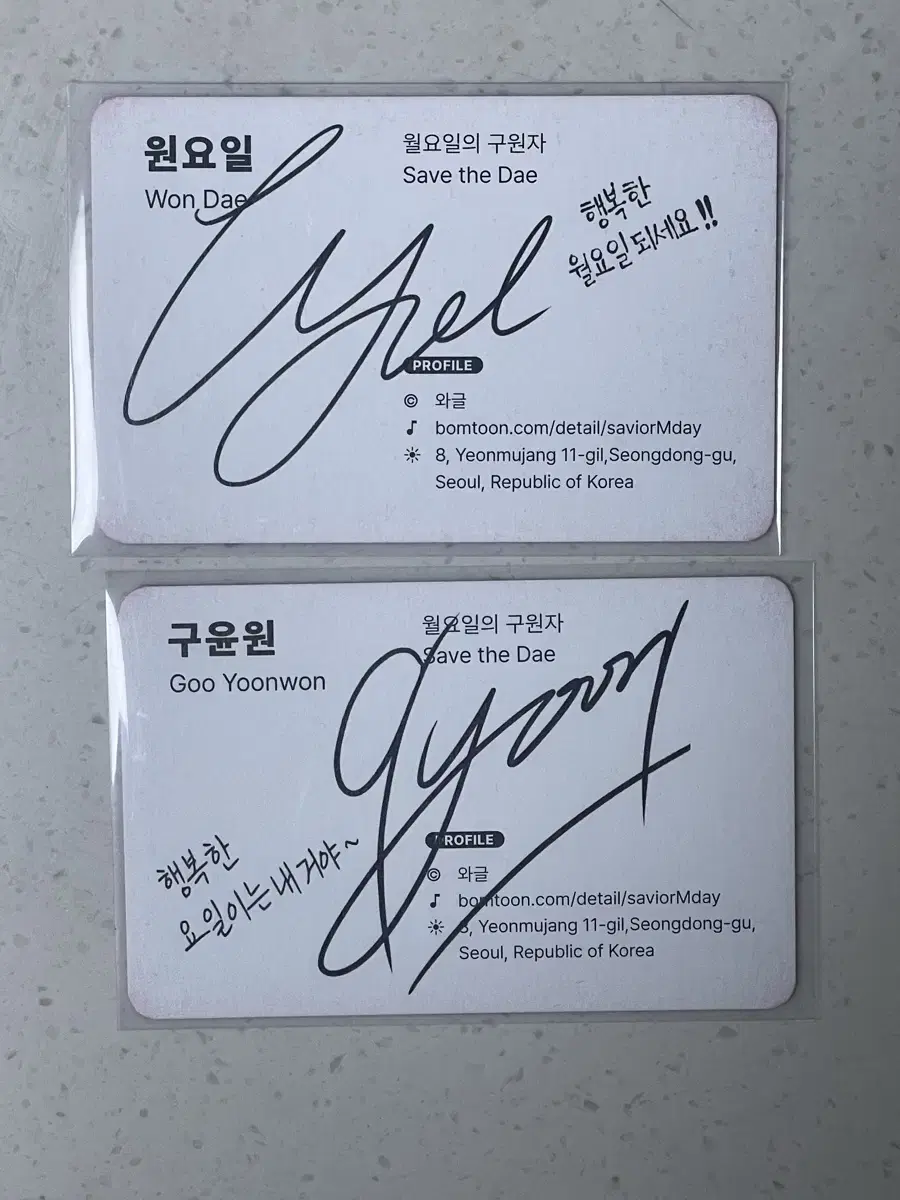 원요일
Won Dae
월요일의 구원자
Save the Dae
행복한
월요일 되세요!!
PROFILE
© 와글
bomtoon.com/detail/saviorMday
8, Yeonmujang 11-gil,Seongdong-gu,
Seoul, Republic of Korea
구윤원
Goo Yoonwon
월요일의 구원자
Save the Dae
gyoon
행복한
요일이는 내 거야~
PROFILE
© 와글
bomtoon.com/detail/saviorMday
8, Yeonmujang 11-gil,Seongdong-gu,
Seoul, Republic of Korea